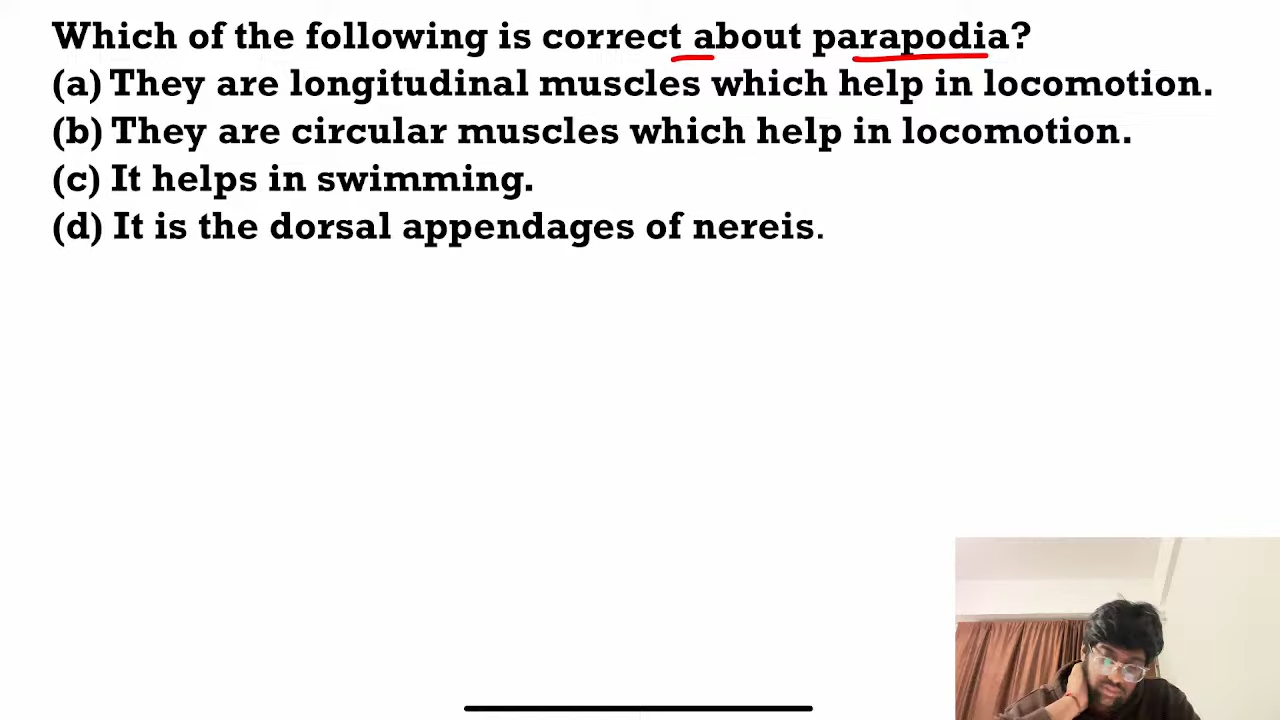 Which of the following is correct about parapodia?
(a) They are longitudinal muscles which help in locomotion.
(b) They are circular muscles which help in locomotion.
(c) It helps in swimming.
(d) It is the dorsal appendages of nereis.